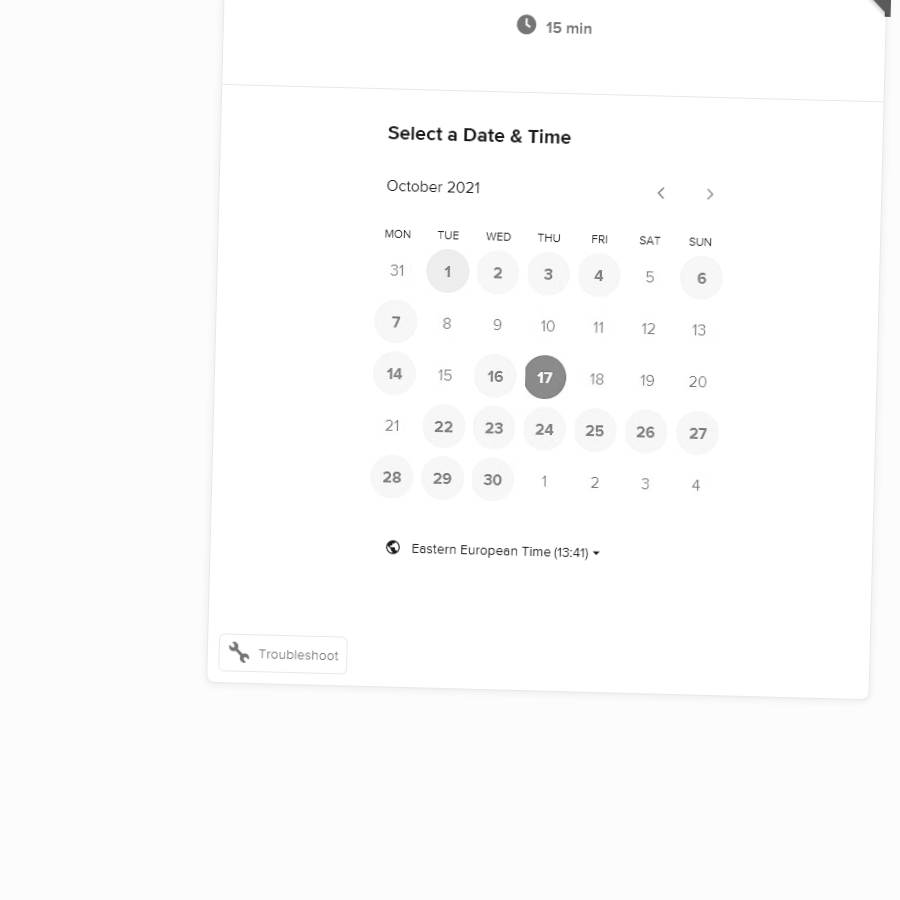 15 min
Select a Date & Time
October 2021
MON TUE WED THU FRI SAT SUN
31 1 2 3 4 5 6
7 8 9 10 11 12 13
14 15 16 17 18 19 20
21 22 23 24 25 26 27
28 29 30 1 2 3 4
Eastern European Time (13:41)
Troubleshoot